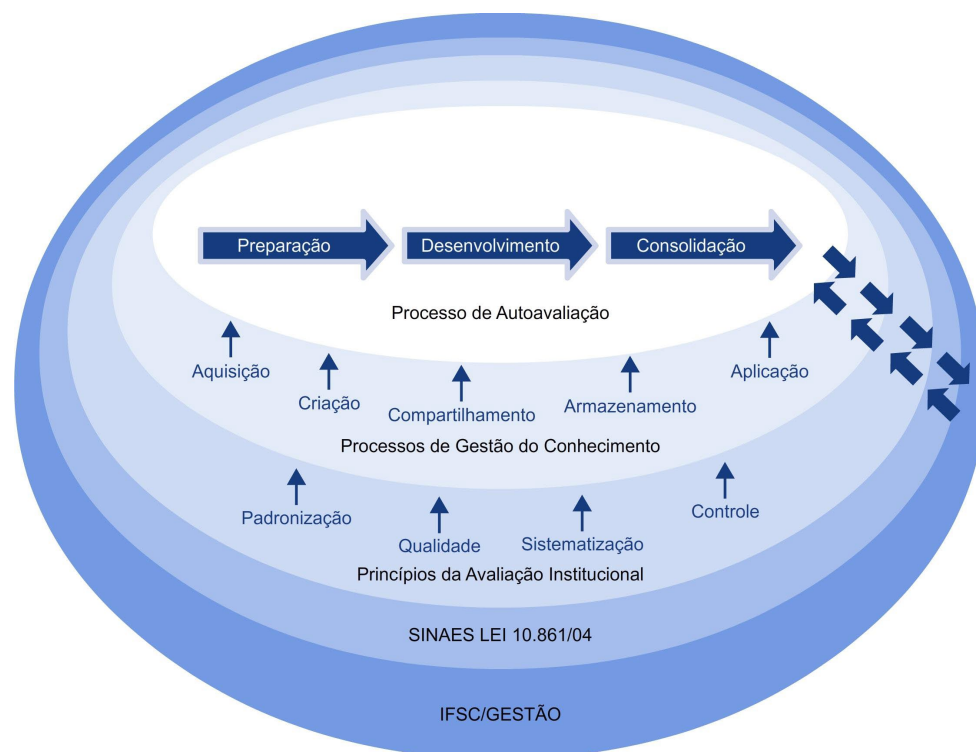 Preparação
Desenvolvimento
Consolidação
Processo de Autoavaliação
Aquisição
Criação
Compartilhamento
Armazenamento
Aplicação
Processos de Gestão do Conhecimento
Padronização
Qualidade
Sistematização
Controle
Princípios da Avaliação Institucional
SINAES LEI 10.861/04
IFSC/GESTÃO